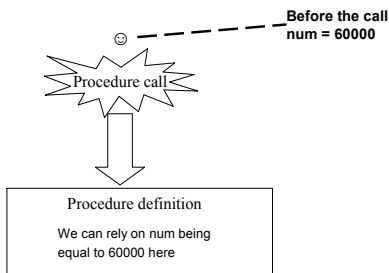 Before the call
num = 60000
☺
Procedure call
Procedure definition
We can rely on num being
equal to 60000 here